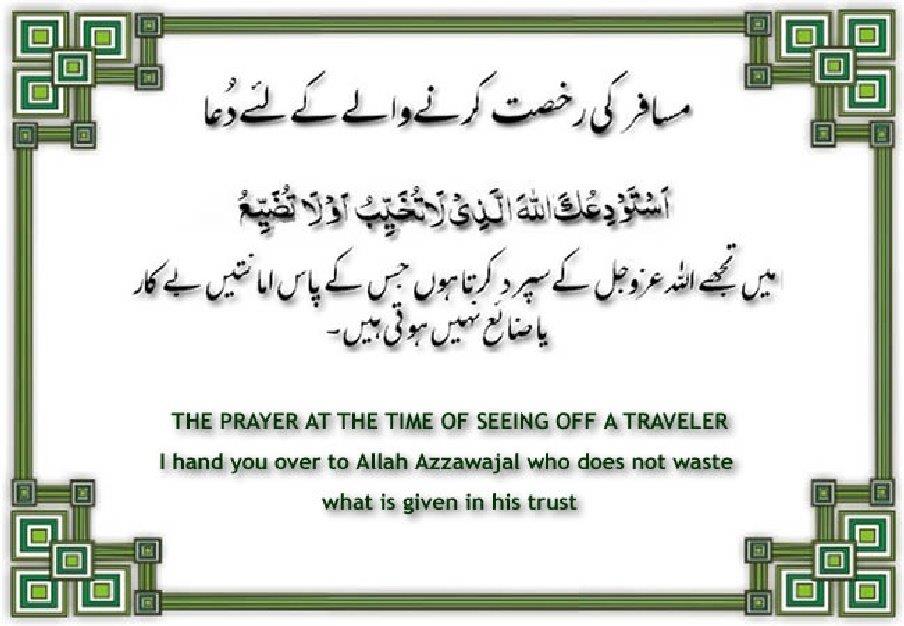 مسافر کی رخصت کرنے والے کے لئے دُعا
اَسْتَوْدِعُكَ اللهَ الَّذِىْ لَا تُخَيِّبُ اَوْ لَا تُضَيِّعُ
میں تجھے اللہ عزوجل کے سپرد کرتا ہوں جس کے پاس امانتیں بے کار
یا ضائع نہیں ہوتی ہیں۔
THE PRAYER AT THE TIME OF SEEING OFF A TRAVELER
I hand you over to Allah Azzawajal who does not waste
what is given in his trust